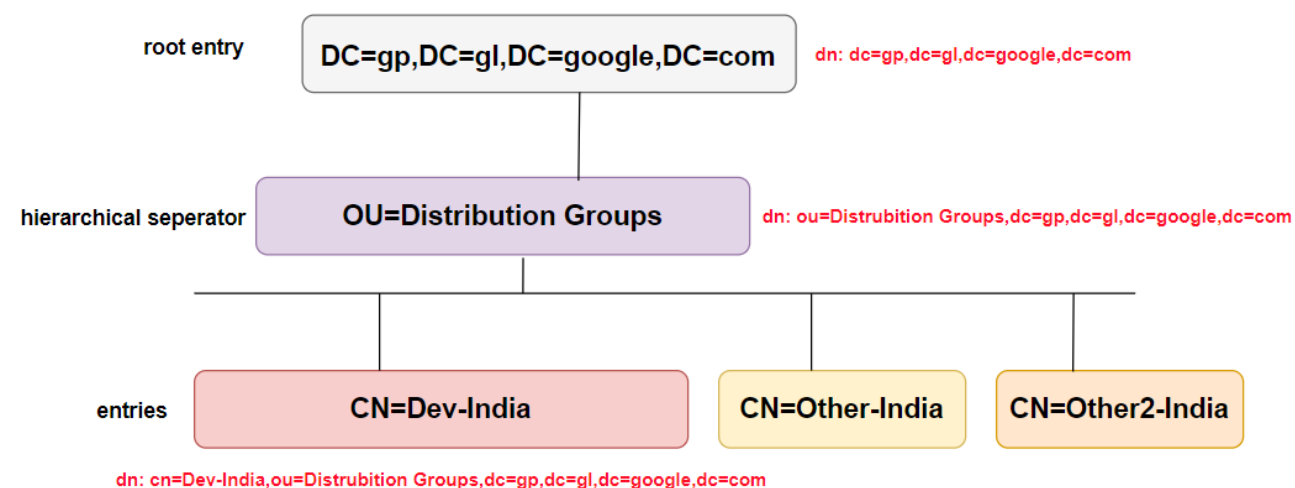 root entry
DC=gp,DC=gl,DC=google,DC=com
dn: dc=gp,dc=gl,dc=google,dc=com
hierarchical seperator
OU=Distribution Groups
dn: ou=Distrubition Groups,dc=gp,dc=gl,dc=google,dc=com
entries
CN=Dev-India
CN=Other-India
CN=Other2-India
dn: cn=Dev-India,ou=Distrubition Groups,dc=gp,dc=gl,dc=google,dc=com